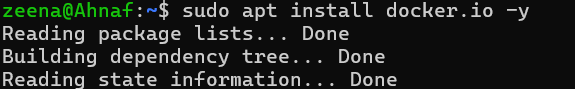 zeena@Ahnaf:~$ sudo apt install docker.io -y
Reading package lists... Done
Building dependency tree... Done
Reading state information... Done